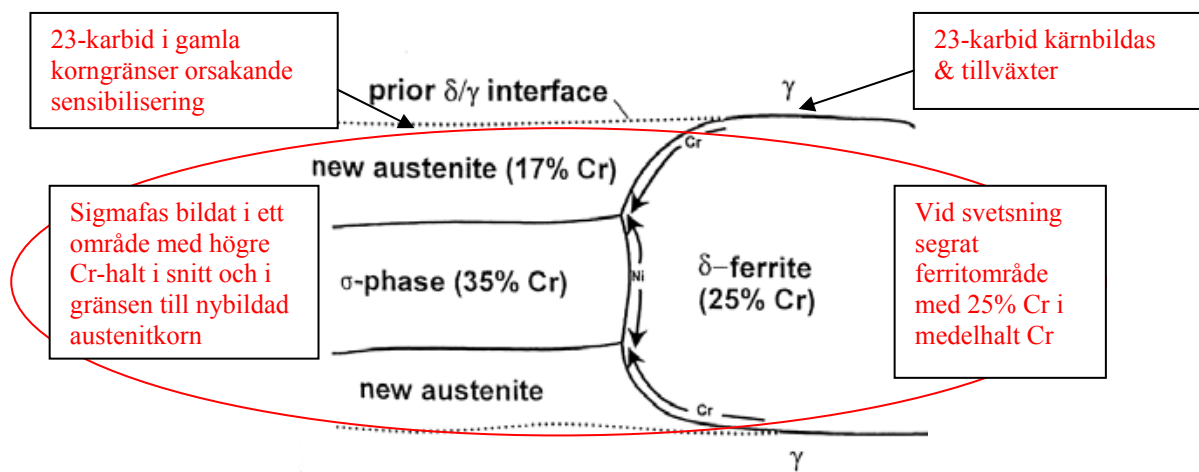 23-karbid i gamla
korngränser orsakande
sensibilisering
23-karbid kärnbildas
& tillväxter
prior δ/γ interface
γ
Cr
new austenite (17% Cr)
Sigmafas bildat i ett
område med högre
Cr-halt i snitt och i
gränsen till nybildad
austenitkorn
σ-phase (35% Cr)
Ni
δ–ferrite
(25% Cr)
Vid svetsning
segrat
ferritområde
med 25% Cr i
medelhalt Cr
new austenite
Cr
γ